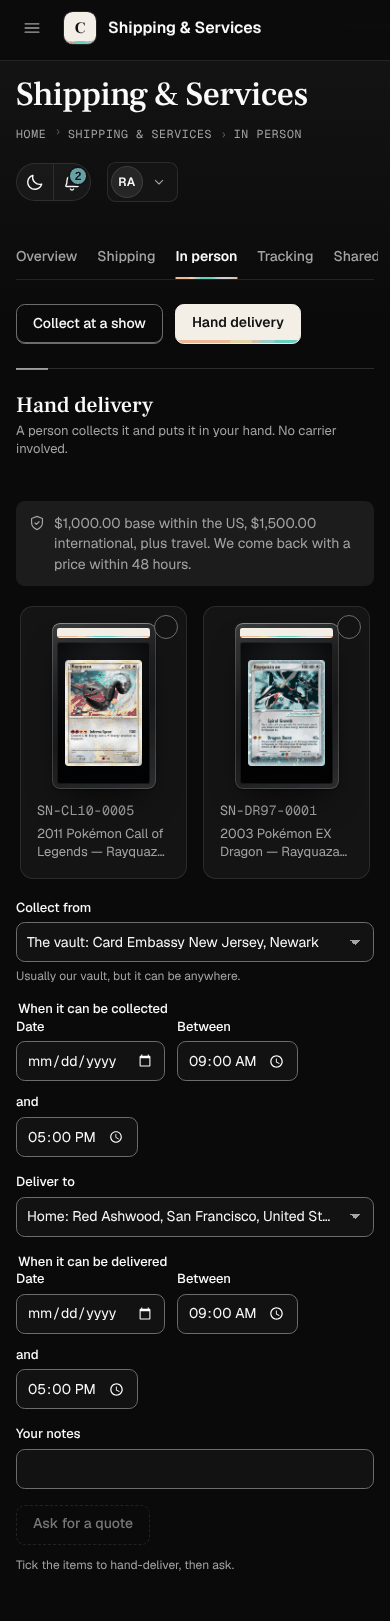 C Shipping & Services
Shipping & Services
HOME › SHIPPING & SERVICES › IN PERSON
2
RA
Overview Shipping In person Tracking Shared
Collect at a show Hand delivery
Hand delivery
A person collects it and puts it in your hand. No carrier
involved.
$1,000.00 base within the US, $1,500.00
international, plus travel. We come back with a
price within 48 hours.
Rayquaza
Rayquaza ex
Spiral Growth
Dragon Burst
SN-CL10-0005
2011 Pokémon Call of
Legends — Rayquaz…
SN-DR97-0001
2003 Pokémon EX
Dragon — Rayquaza…
Collect from
The vault: Card Embassy New Jersey, Newark
Usually our vault, but it can be anywhere.
When it can be collected
Date Between
mm/dd/yyyy 09:00 AM
and
05:00 PM
Deliver to
Home: Red Ashwood, San Francisco, United St…
When it can be delivered
Date Between
mm/dd/yyyy 09:00 AM
and
05:00 PM
Your notes
Ask for a quote
Tick the items to hand-deliver, then ask.